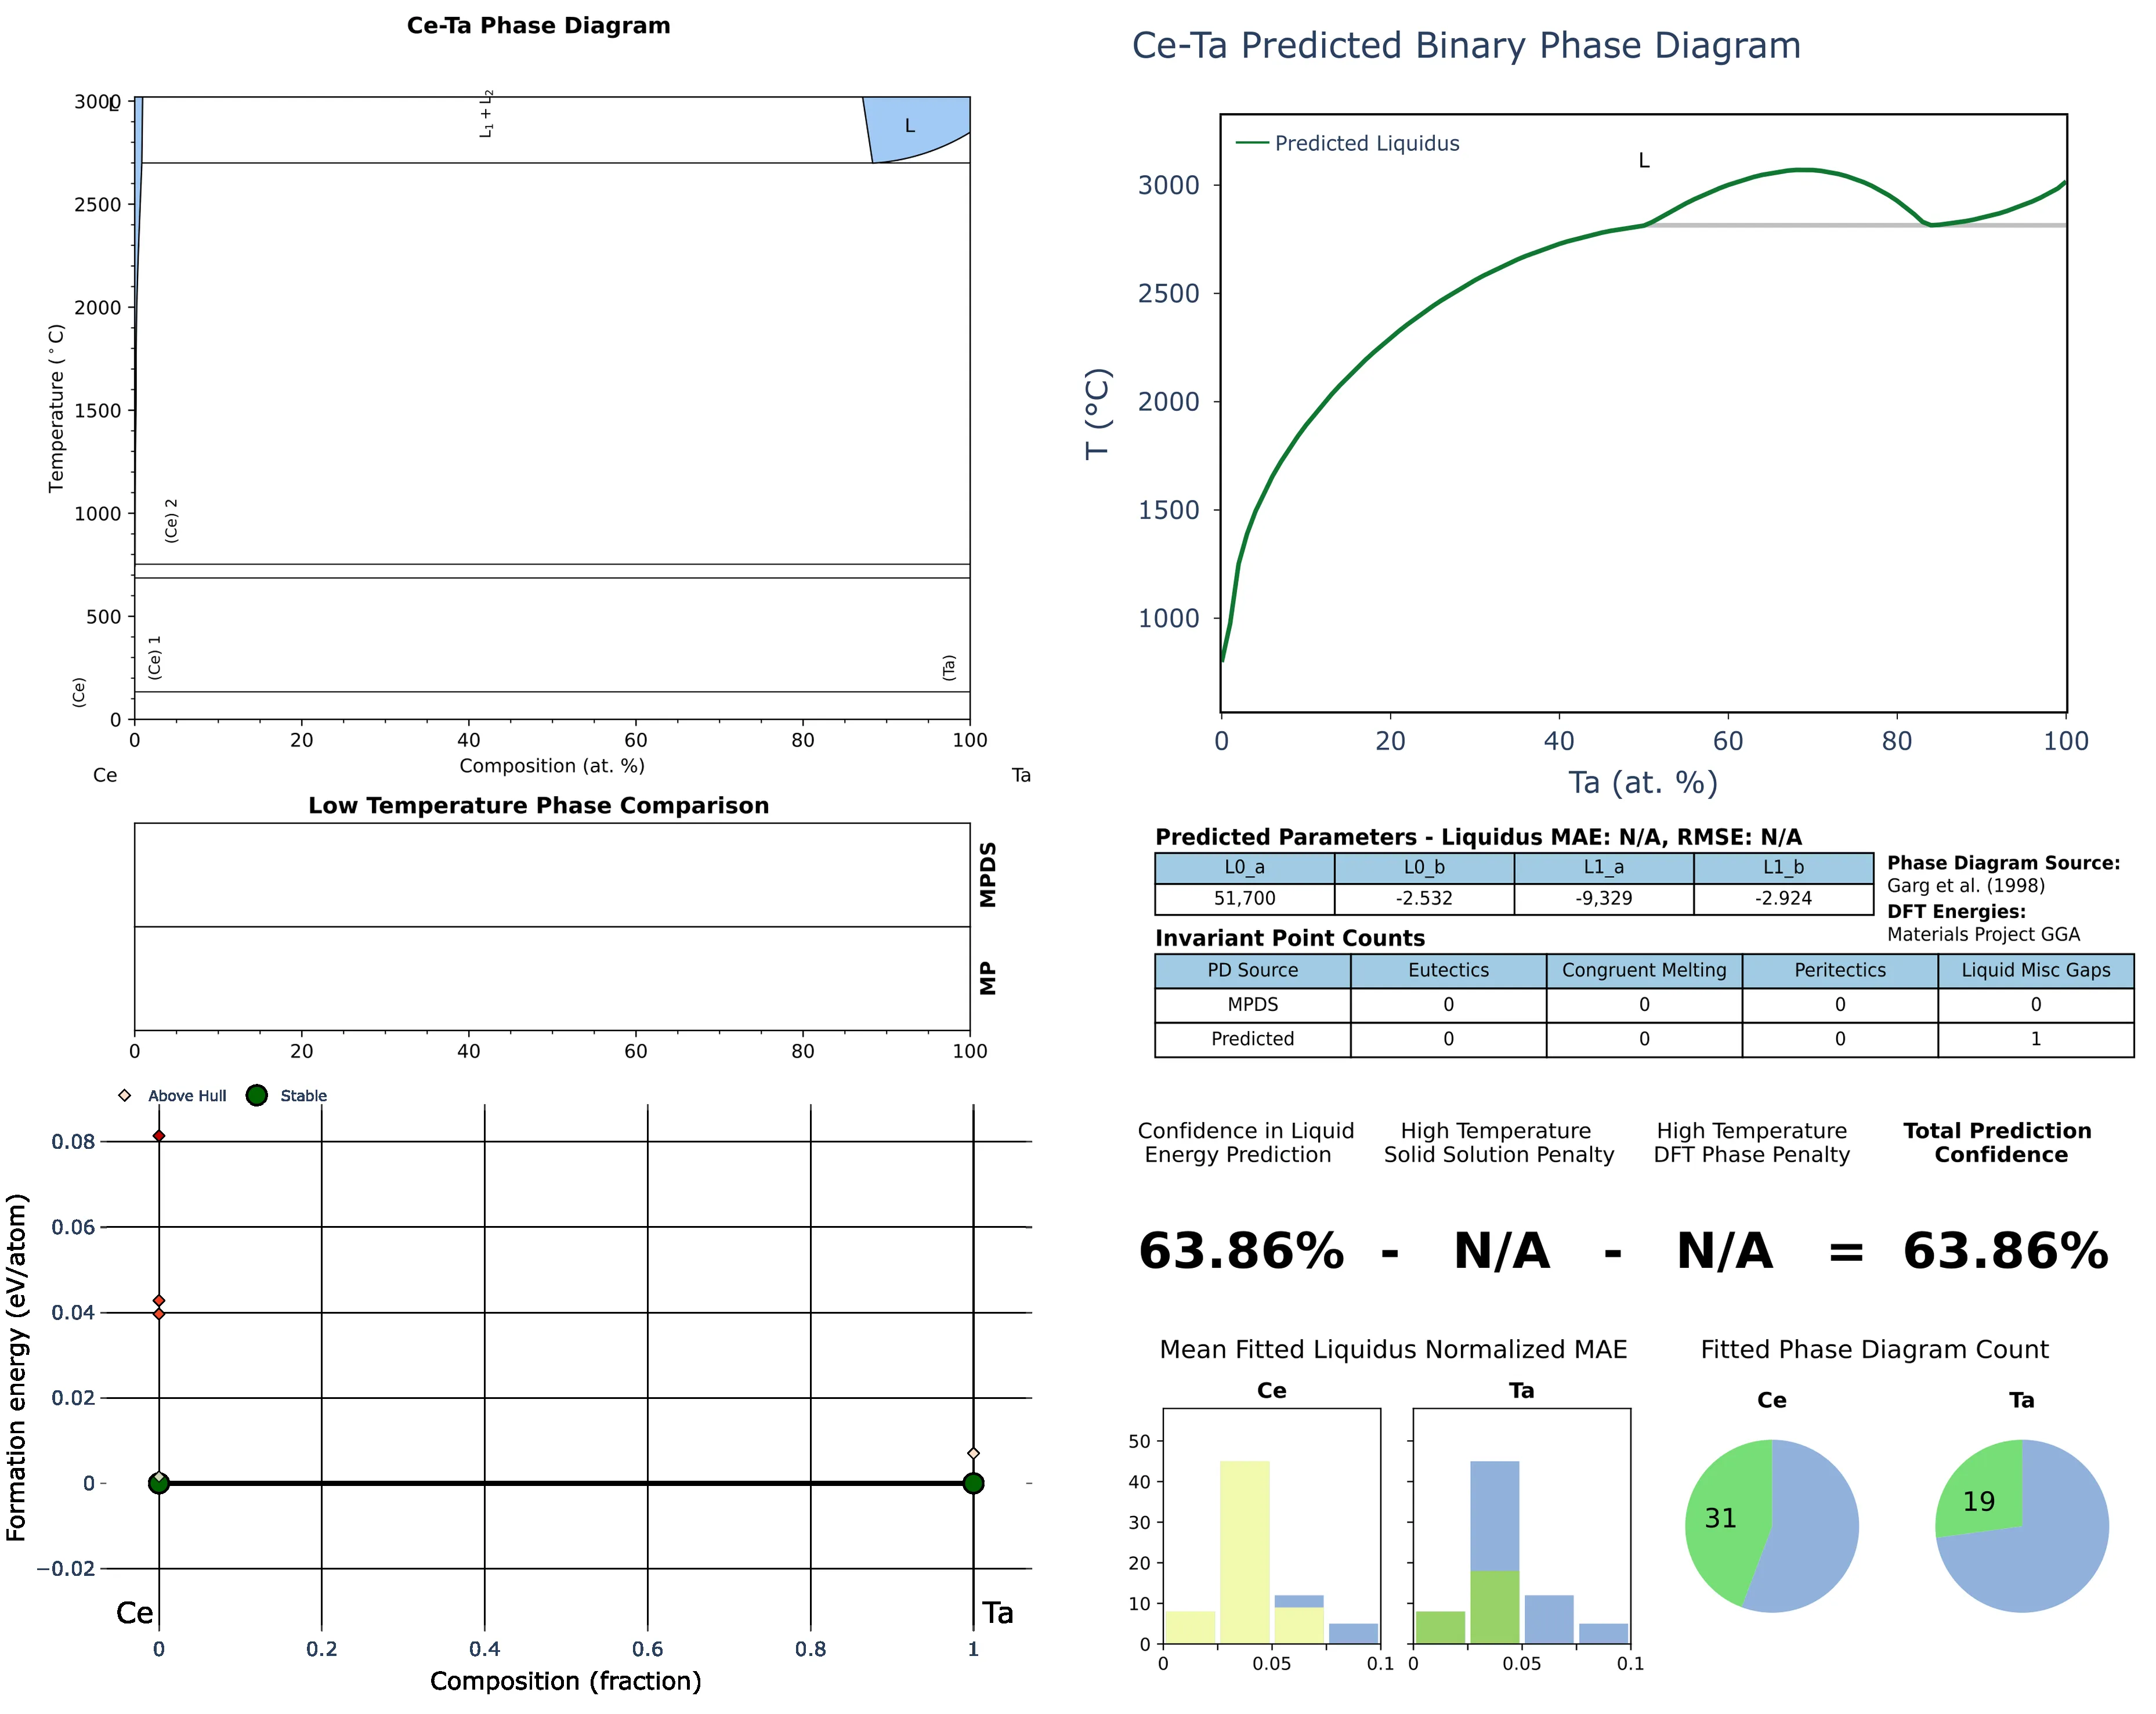 Ce-Ta Phase Diagram
3000
L
L₁ + L₂
L
2500
2000
1500
1000
500
0
Temperature (°C)
(Ce) 2
(Ce) 1
(Ce)
(Ta)
0 20 40 60 80 100
Composition (at. %)
Ce Ta
Low Temperature Phase Comparison
MPDS
MP
0 20 40 60 80 100
Above Hull Stable
0.08
0.06
0.04
0.02
0
−0.02
Formation energy (eV/atom)
Ce Ta
0 0.2 0.4 0.6 0.8 1
Composition (fraction)
Ce-Ta Predicted Binary Phase Diagram
Predicted Liquidus
L
3000
2500
2000
1500
1000
T (°C)
0 20 40 60 80 100
Ta (at. %)
Predicted Parameters - Liquidus MAE: N/A, RMSE: N/A
L0_a L0_b L1_a L1_b
51,700 -2.532 -9,329 -2.924
Phase Diagram Source:
Garg et al. (1998)
DFT Energies:
Materials Project GGA
Invariant Point Counts
PD Source Eutectics Congruent Melting Peritectics Liquid Misc Gaps
MPDS 0 0 0 0
Predicted 0 0 0 1
Confidence in Liquid
Energy Prediction
High Temperature
Solid Solution Penalty
High Temperature
DFT Phase Penalty
Total Prediction
Confidence
63.86% - N/A - N/A = 63.86%
Mean Fitted Liquidus Normalized MAE
Ce Ta
50
40
30
20
10
0
0 0.05 0.1 0 0.05 0.1
Fitted Phase Diagram Count
Ce Ta
31 19